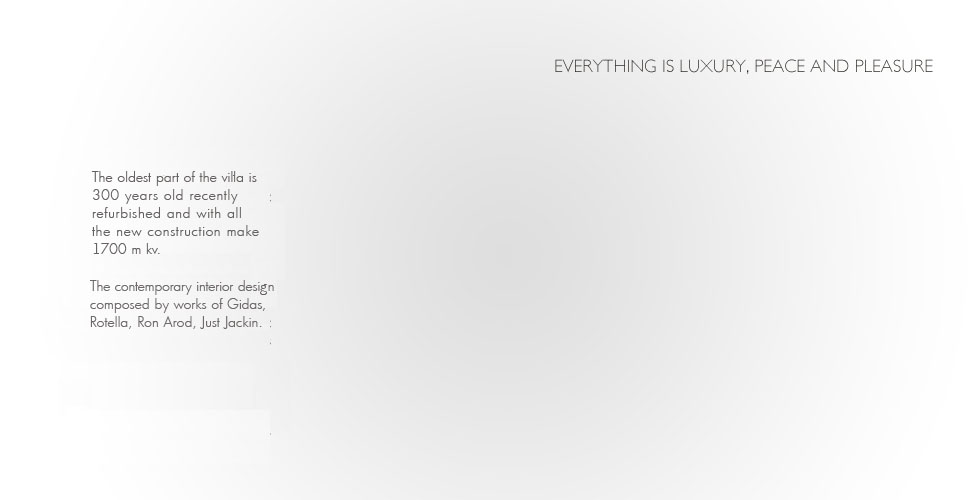 EVERYTHING IS LUXURY, PEACE AND PLEASURE
The oldest part of the villa is
300 years old recently
refurbished and with all
the new construction make
1700 m kv.
The contemporary interior design
composed by works of Gidas,
Rotella, Ron Arod, Just Jackin.